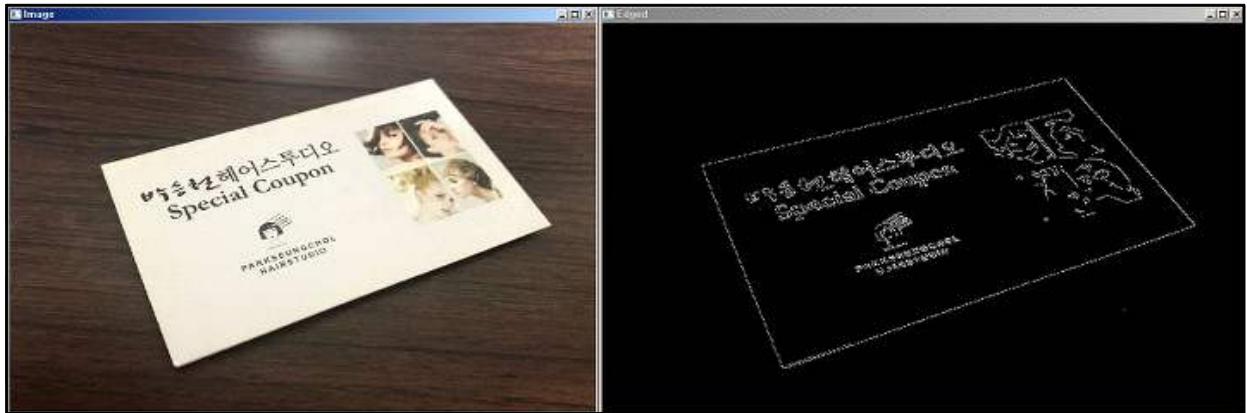 Image
Edged
박승철헤어스투디오
Special Coupon
PARKSEUNGCHOL
HAIRSTUDIO